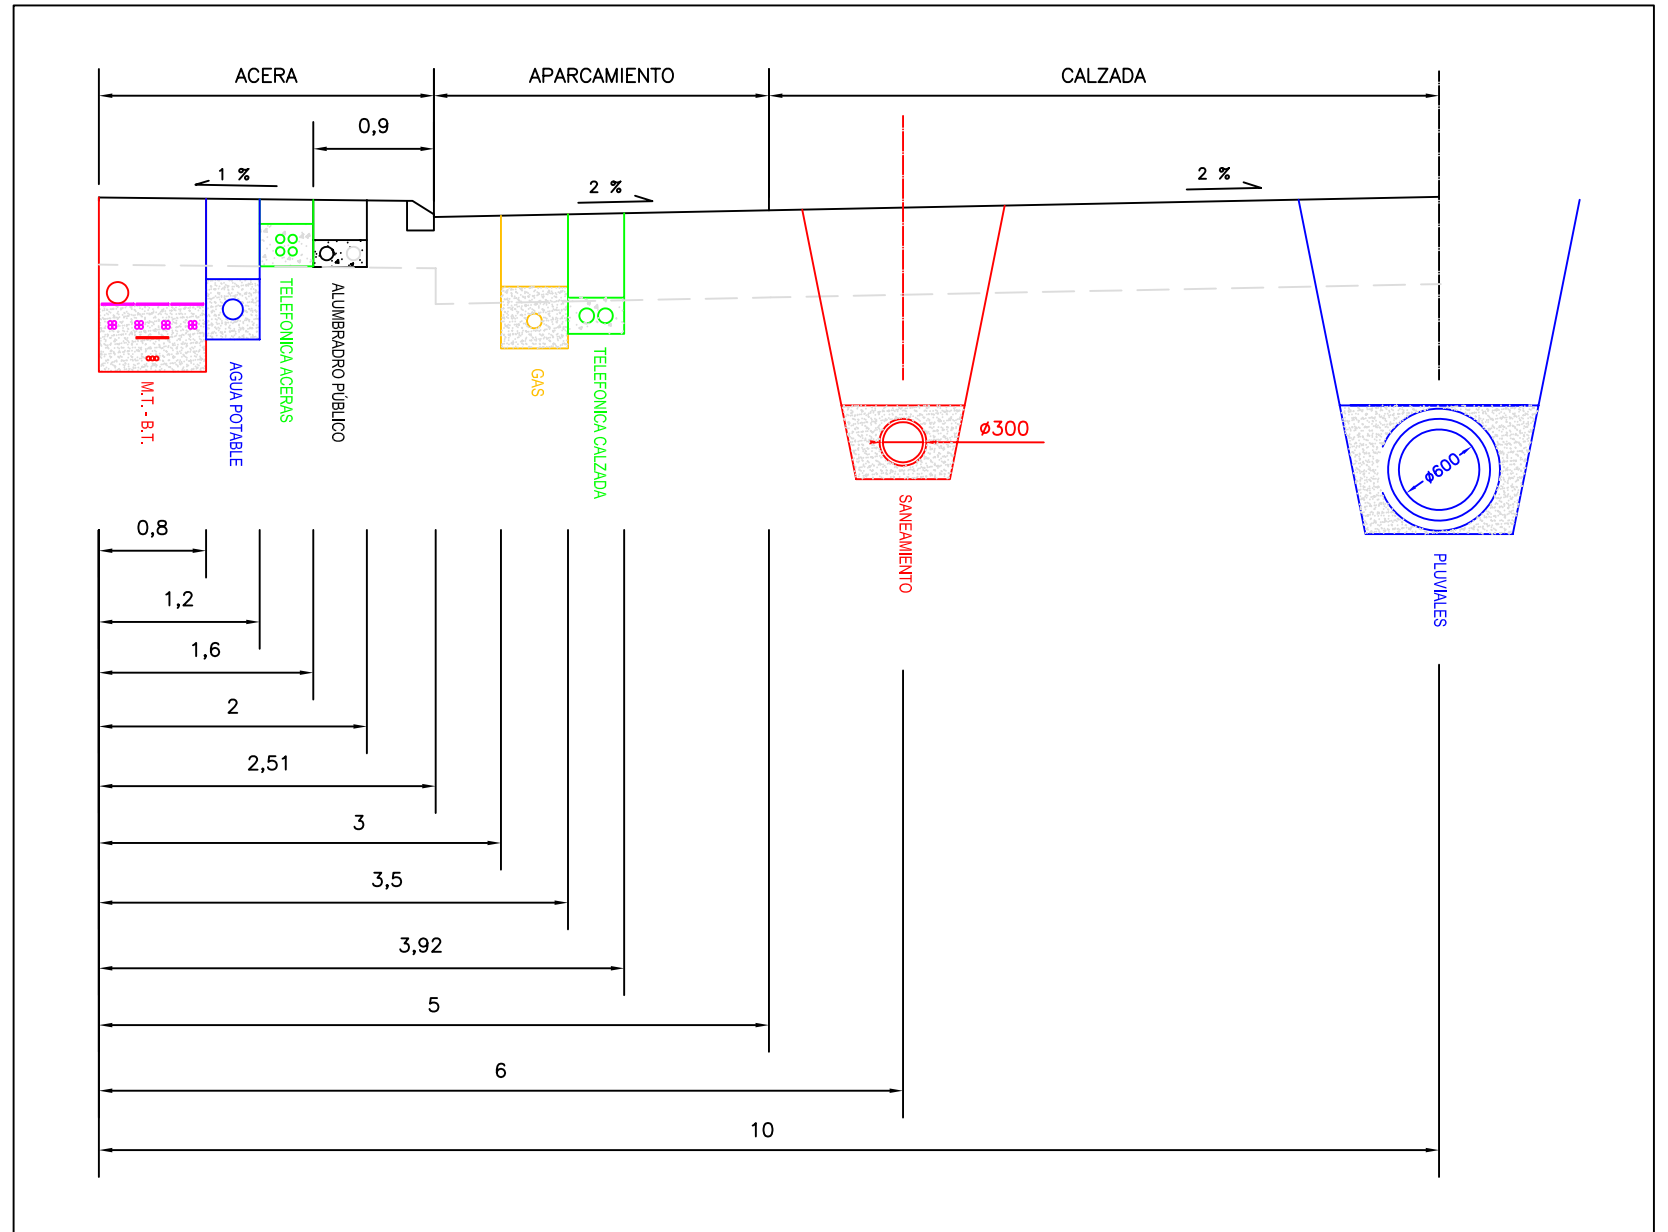 ACERA
APARCAMIENTO
CALZADA
0,9
1 %
2 %
2 %
M.T. - B.T.
AGUA POTABLE
TELEFONICA ACERAS
ALUMBRADRO PÚBLICO
GAS
TELEFONICA CALZADA
ø300
SANEAMIENTO
ø600
PLUVIALES
0,8
1,2
1,6
2
2,51
3
3,5
3,92
5
6
10